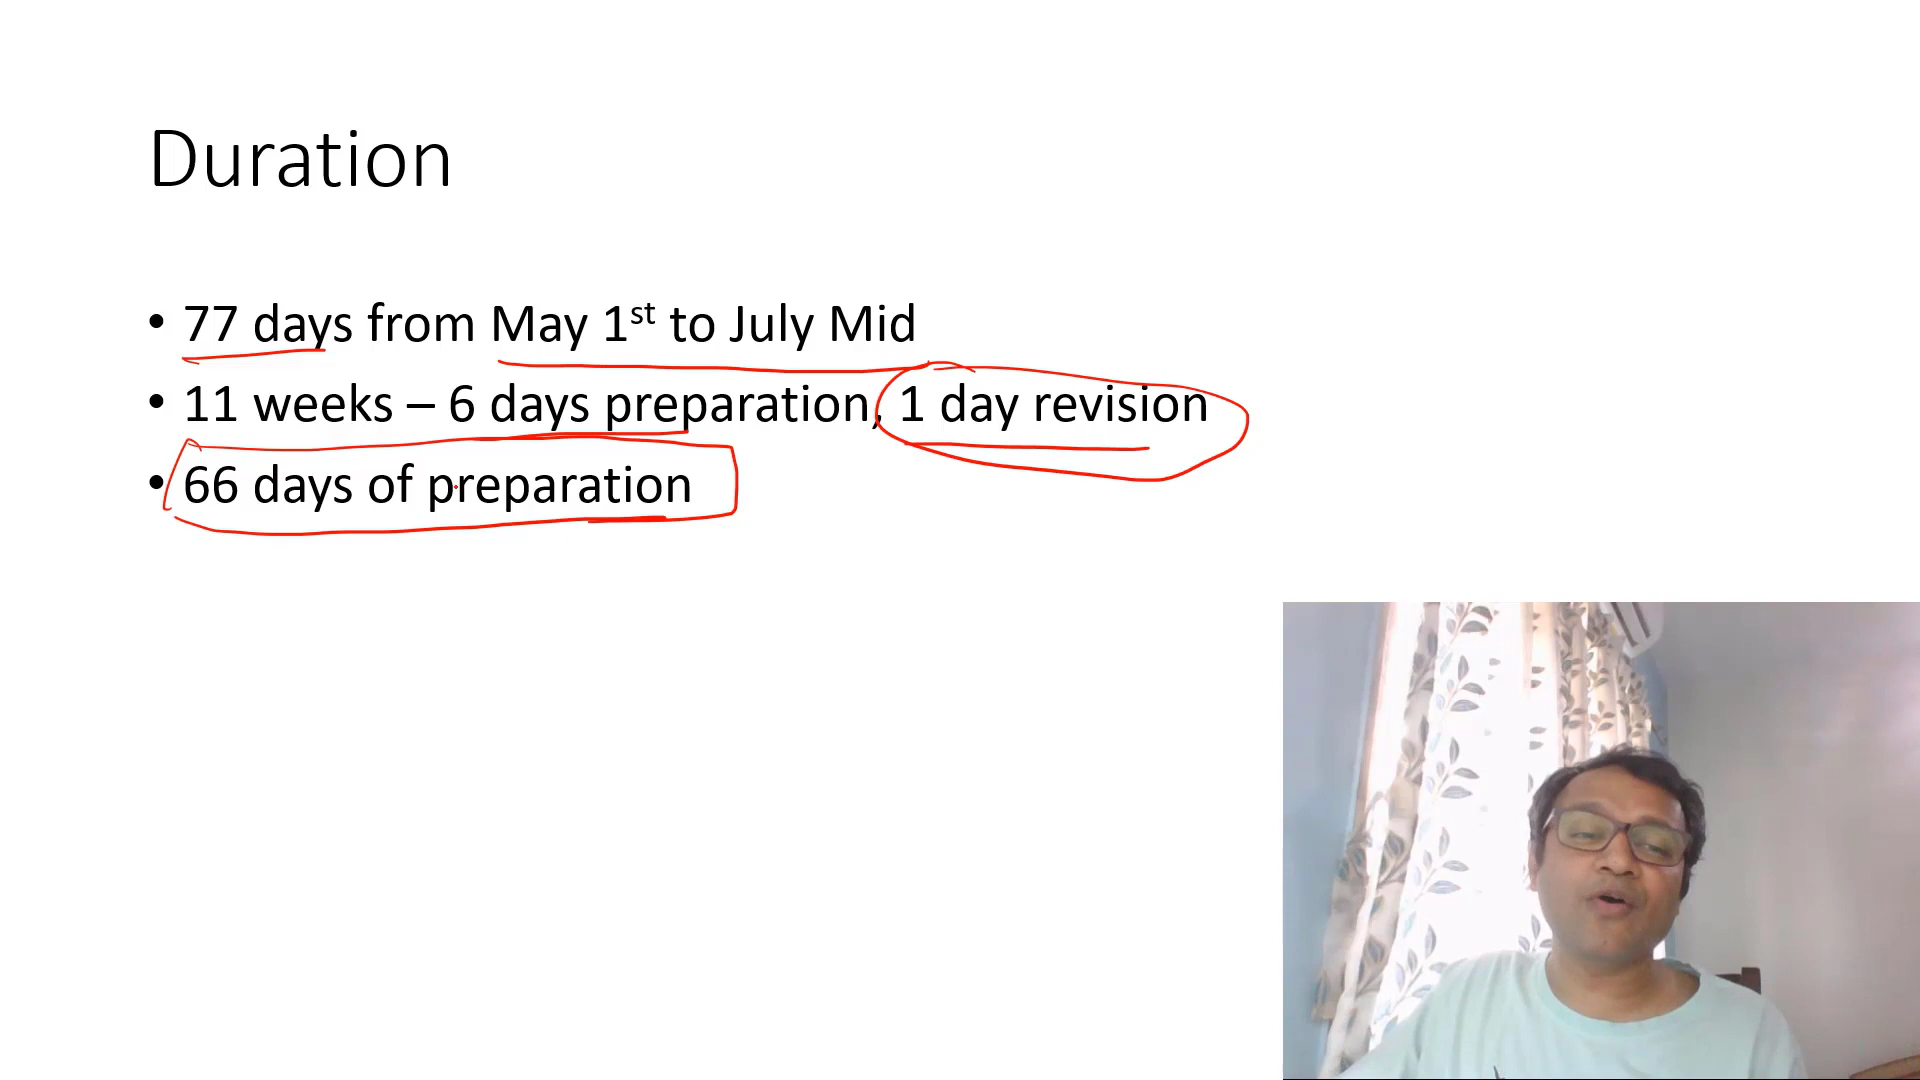 Duration
• 77 days from May 1st to July Mid
• 11 weeks – 6 days preparation, 1 day revision
• 66 days of preparation